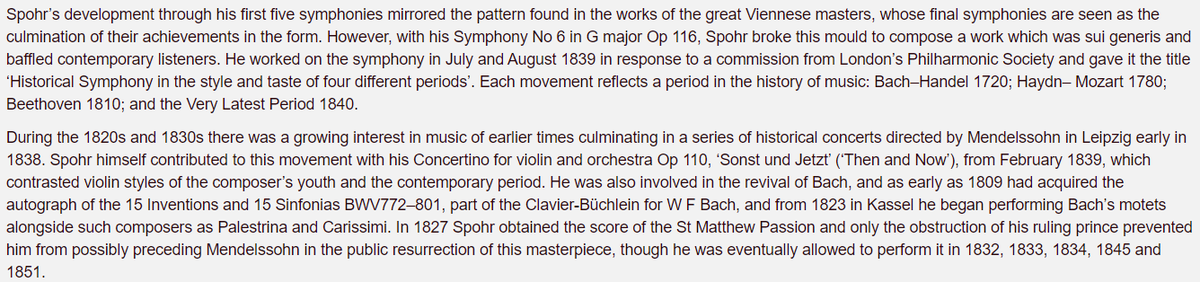 Spohr’s development through his first five symphonies mirrored the pattern found in the works of the great Viennese masters, whose final symphonies are seen as the
culmination of their achievements in the form. However, with his Symphony No 6 in G major Op 116, Spohr broke this mould to compose a work which was sui generis and
baffled contemporary listeners. He worked on the symphony in July and August 1839 in response to a commission from London’s Philharmonic Society and gave it the title
‘Historical Symphony in the style and taste of four different periods’. Each movement reflects a period in the history of music: Bach–Handel 1720; Haydn– Mozart 1780;
Beethoven 1810; and the Very Latest Period 1840.
During the 1820s and 1830s there was a growing interest in music of earlier times culminating in a series of historical concerts directed by Mendelssohn in Leipzig early in
1838. Spohr himself contributed to this movement with his Concertino for violin and orchestra Op 110, ‘Sonst und Jetzt’ (‘Then and Now’), from February 1839, which
contrasted violin styles of the composer’s youth and the contemporary period. He was also involved in the revival of Bach, and as early as 1809 had acquired the
autograph of the 15 Inventions and 15 Sinfonias BWV772–801, part of the Clavier-Büchlein for W F Bach, and from 1823 in Kassel he began performing Bach’s motets
alongside such composers as Palestrina and Carissimi. In 1827 Spohr obtained the score of the St Matthew Passion and only the obstruction of his ruling prince prevented
him from possibly preceding Mendelssohn in the public resurrection of this masterpiece, though he was eventually allowed to perform it in 1832, 1833, 1834, 1845 and
1851.